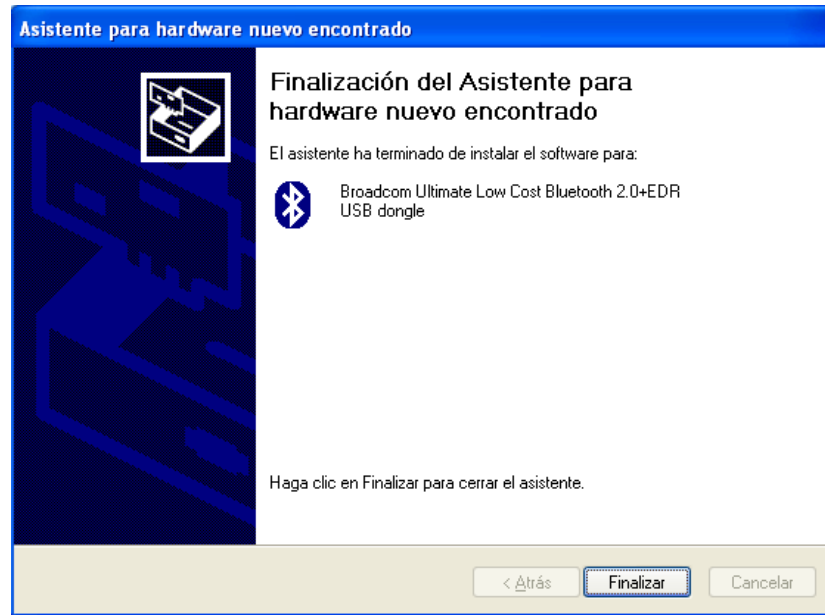 Asistente para hardware nuevo encontrado
Finalización del Asistente para
hardware nuevo encontrado
El asistente ha terminado de instalar el software para:
Broadcom Ultimate Low Cost Bluetooth 2.0+EDR
USB dongle
Haga clic en Finalizar para cerrar el asistente.
< Atrás Finalizar Cancelar